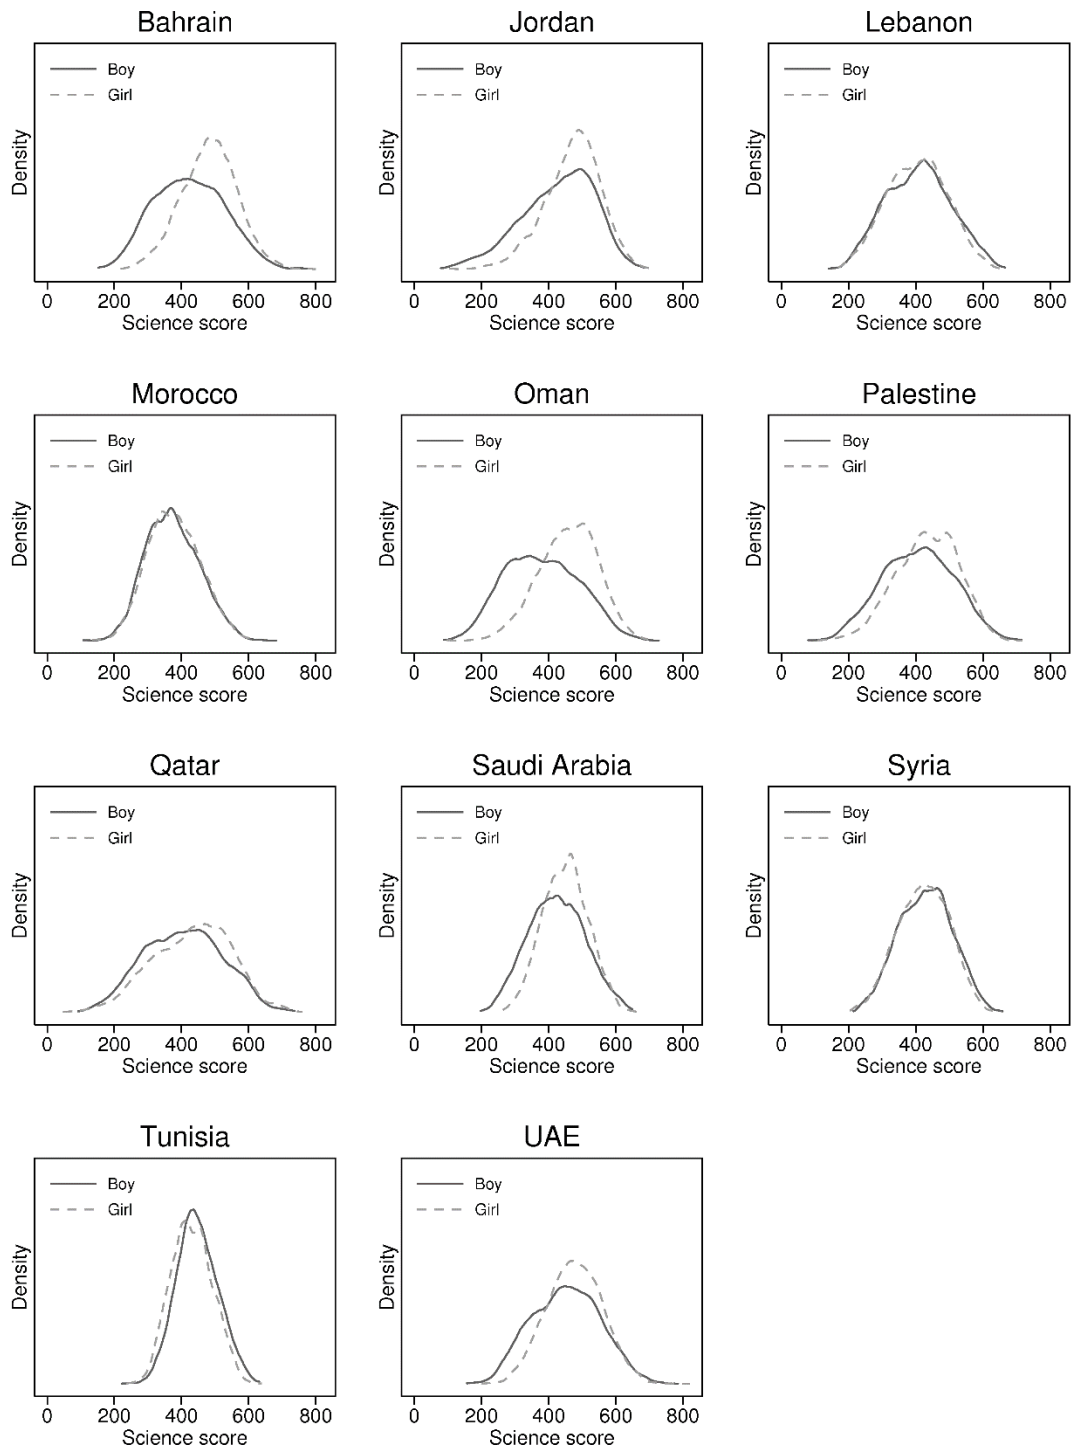 Bahrain
Boy
Girl
Density
0 200 400 600 800
Science score
Jordan
Boy
Girl
Density
0 200 400 600 800
Science score
Lebanon
Boy
Girl
Density
0 200 400 600 800
Science score
Morocco
Boy
Girl
Density
0 200 400 600 800
Science score
Oman
Boy
Girl
Density
0 200 400 600 800
Science score
Palestine
Boy
Girl
Density
0 200 400 600 800
Science score
Qatar
Boy
Girl
Density
0 200 400 600 800
Science score
Saudi Arabia
Boy
Girl
Density
0 200 400 600 800
Science score
Syria
Boy
Girl
Density
0 200 400 600 800
Science score
Tunisia
Boy
Girl
Density
0 200 400 600 800
Science score
UAE
Boy
Girl
Density
0 200 400 600 800
Science score